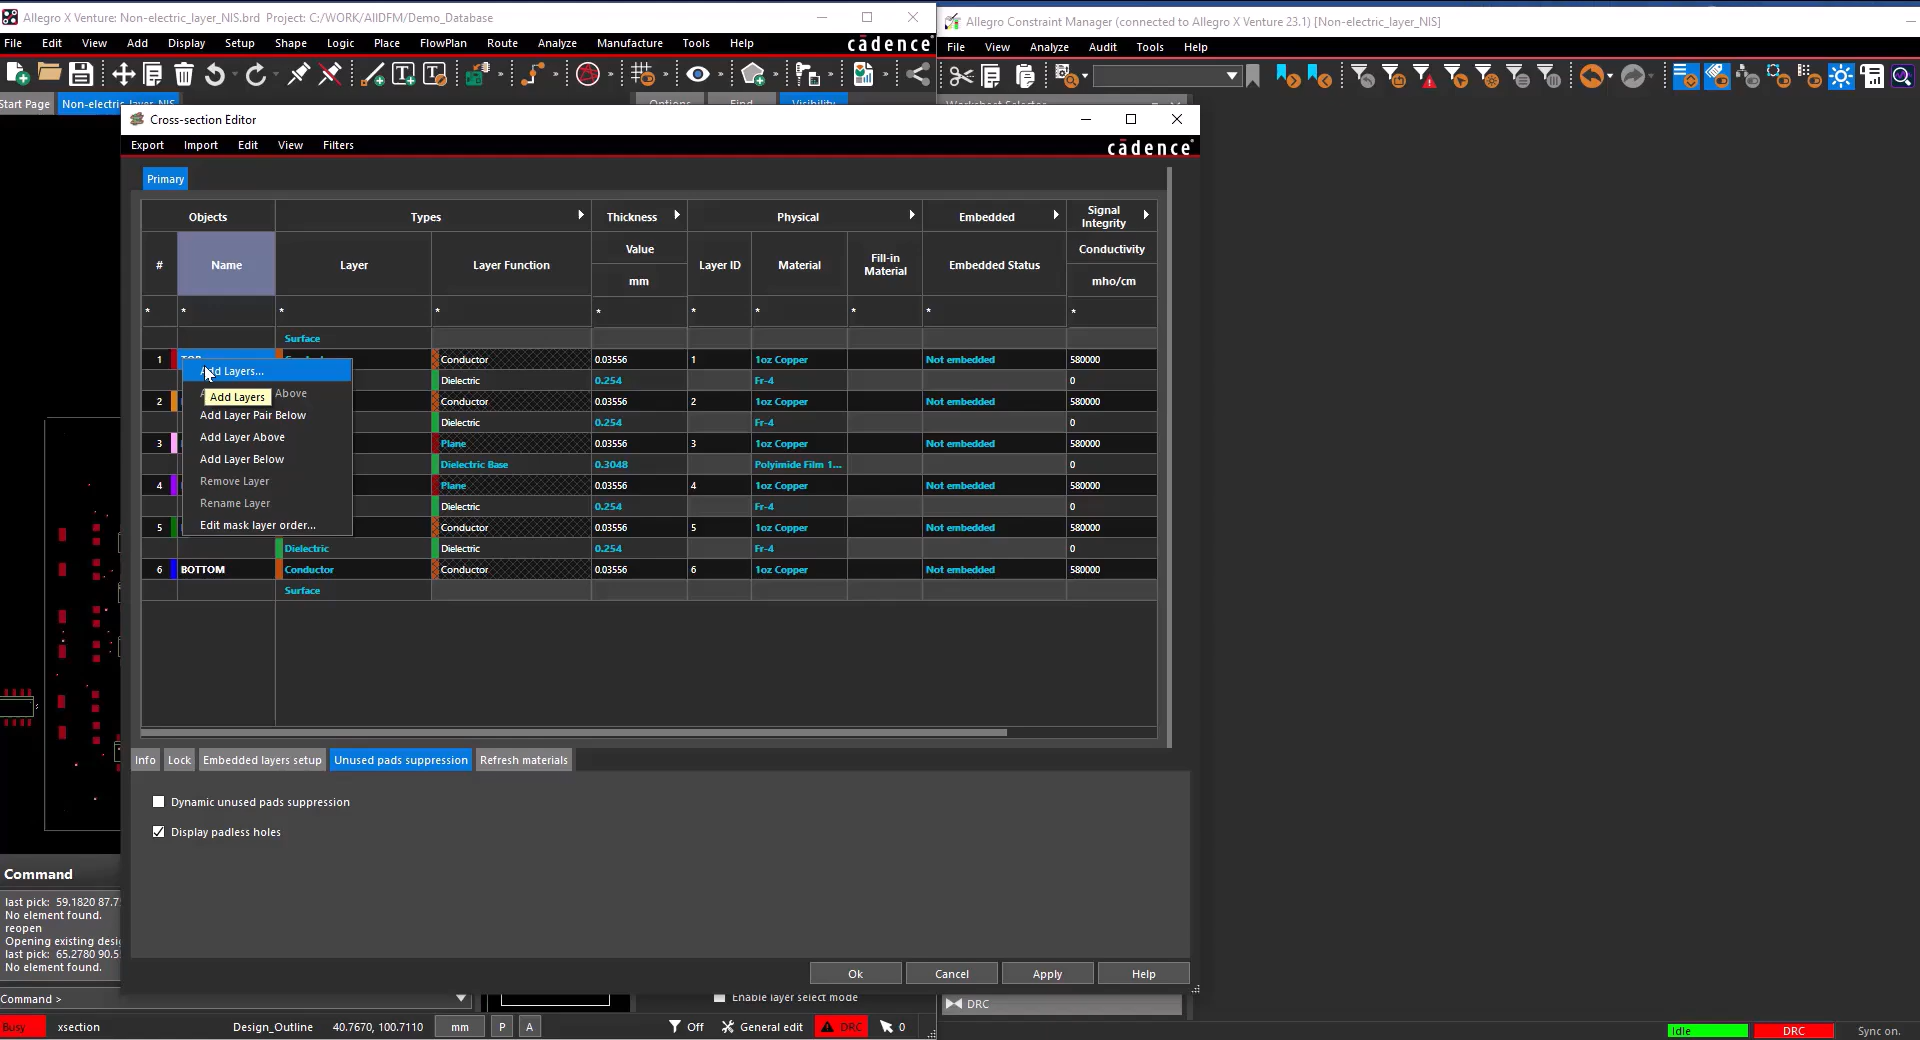 Allegro X Venture: Non-electric_layer_NIS.brd Project: C:/WORK/AllDFM/Demo_Database
File Edit View Add Display Setup Shape Logic Place FlowPlan Route Analyze Manufacture Tools Help
cādence
Start Page Non-electric_layer_NIS
Options Find Visibility
Allegro Constraint Manager (connected to Allegro X Venture 23.1) [Non-electric_layer_NIS]
File View Analyze Audit Tools Help
Worksheet Selector
Cross-section Editor
Export Import Edit View Filters
cādence
Primary
Objects Types Thickness Physical Embedded Signal Integrity
# Name Layer Layer Function Value Layer ID Material Fill-in Material Embedded Status Conductivity
mm mho/cm
* * * * * * * * * *
Surface
1 TOP Conductor 0.03556 1 1oz Copper Not embedded 580000
Dielectric 0.254 Fr-4 0
2 Conductor 0.03556 2 1oz Copper Not embedded 580000
Dielectric 0.254 Fr-4 0
3 Plane 0.03556 3 1oz Copper Not embedded 580000
Dielectric Base 0.3048 Polyimide Film 1... 0
4 Plane 0.03556 4 1oz Copper Not embedded 580000
Dielectric 0.254 Fr-4 0
5 Conductor 0.03556 5 1oz Copper Not embedded 580000
Dielectric Dielectric 0.254 Fr-4 0
6 BOTTOM Conductor Conductor 0.03556 6 1oz Copper Not embedded 580000
Surface
Add Layers...
Above
Add Layers
Add Layer Pair Below
Add Layer Above
Add Layer Below
Remove Layer
Rename Layer
Edit mask layer order...
Info Lock Embedded layers setup Unused pads suppression Refresh materials
Dynamic unused pads suppression
Display padless holes
Ok Cancel Apply Help
Command
last pick: 59.1820 87.7
No element found.
reopen
Opening existing desi
last pick: 65.2780 90.5
No element found.
Command >
Enable layer select mode
DRC
Busy xsection Design_Outline 40.7670, 100.7110 mm P A Off General edit DRC 0
Idle DRC Sync on.